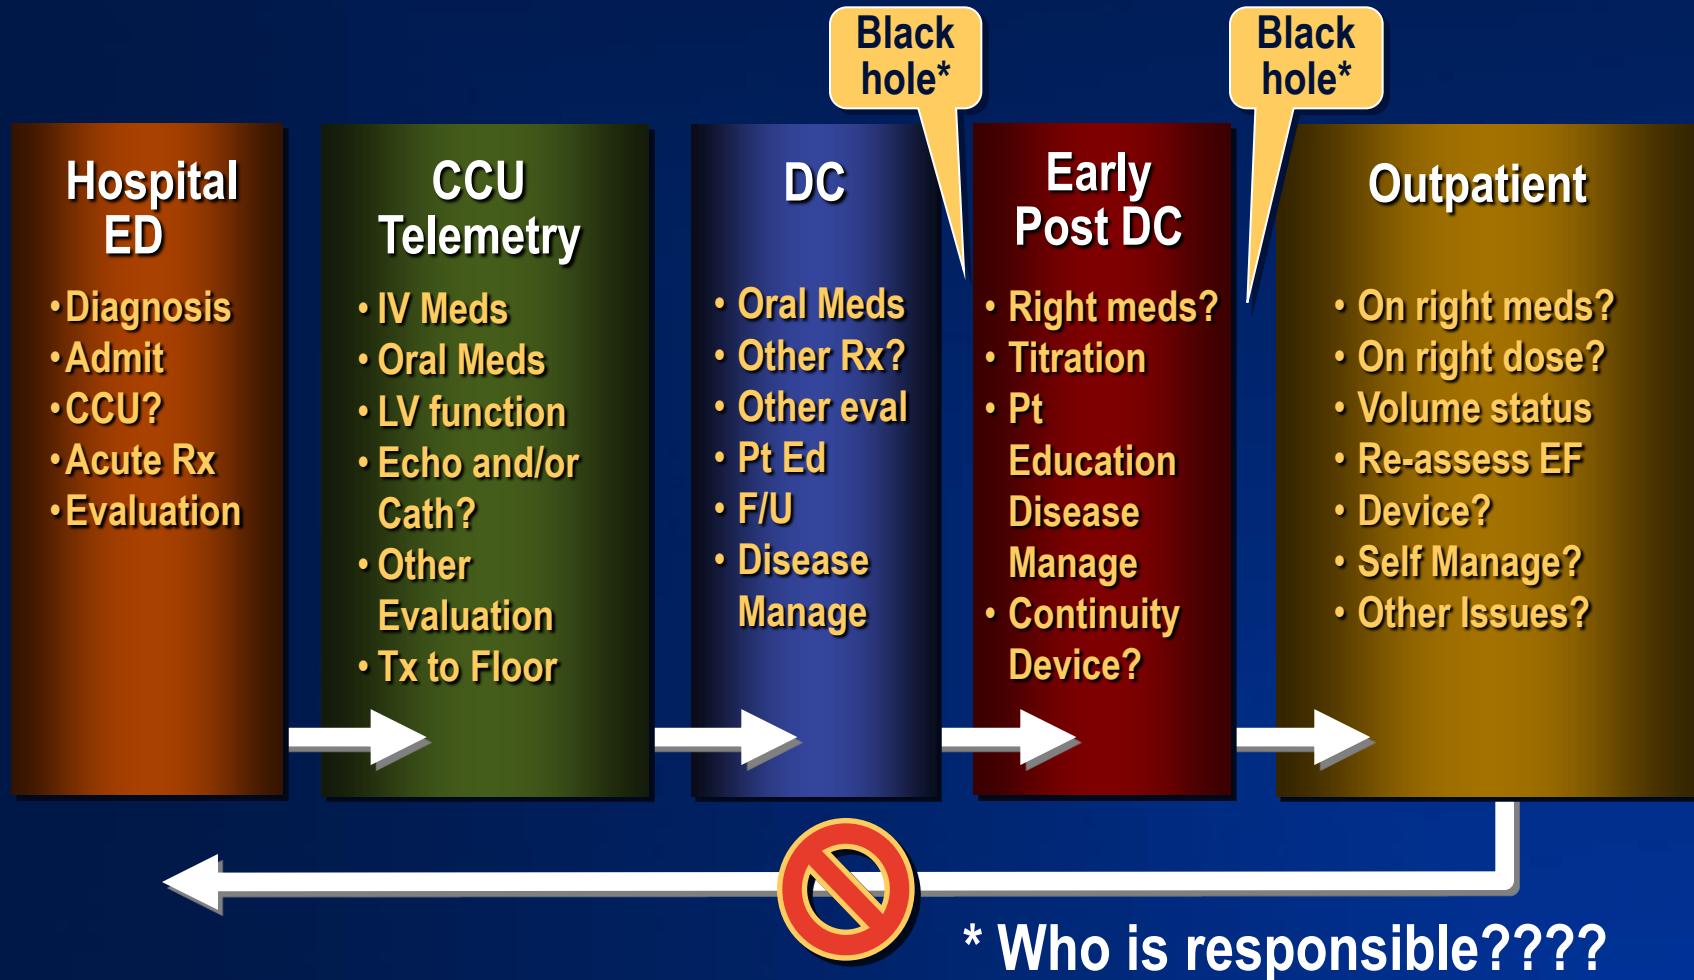 Black
hole*
Black
hole*
Hospital
ED
•Diagnosis
•Admit
•CCU?
•Acute Rx
•Evaluation
CCU
Telemetry
• IV Meds
• Oral Meds
• LV function
• Echo and/or
Cath?
• Other
Evaluation
• Tx to Floor
DC
• Oral Meds
• Other Rx?
• Other eval
• Pt Ed
• F/U
• Disease
Manage
Early
Post DC
• Right meds?
• Titration
• Pt
Education
Disease
Manage
• Continuity
Device?
Outpatient
• On right meds?
• On right dose?
• Volume status
• Re-assess EF
• Device?
• Self Manage?
• Other Issues?
* Who is responsible????